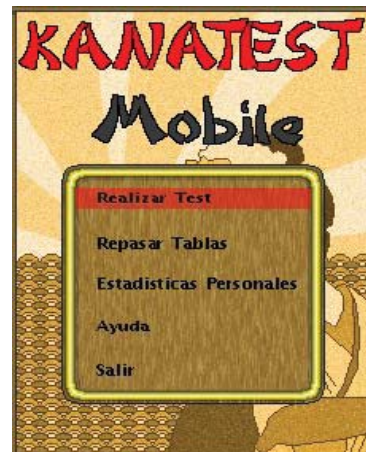 KANATEST
Mobile
Realizar Test
Repasar Tablas
Estadisticas Personales
Ayuda
Salir